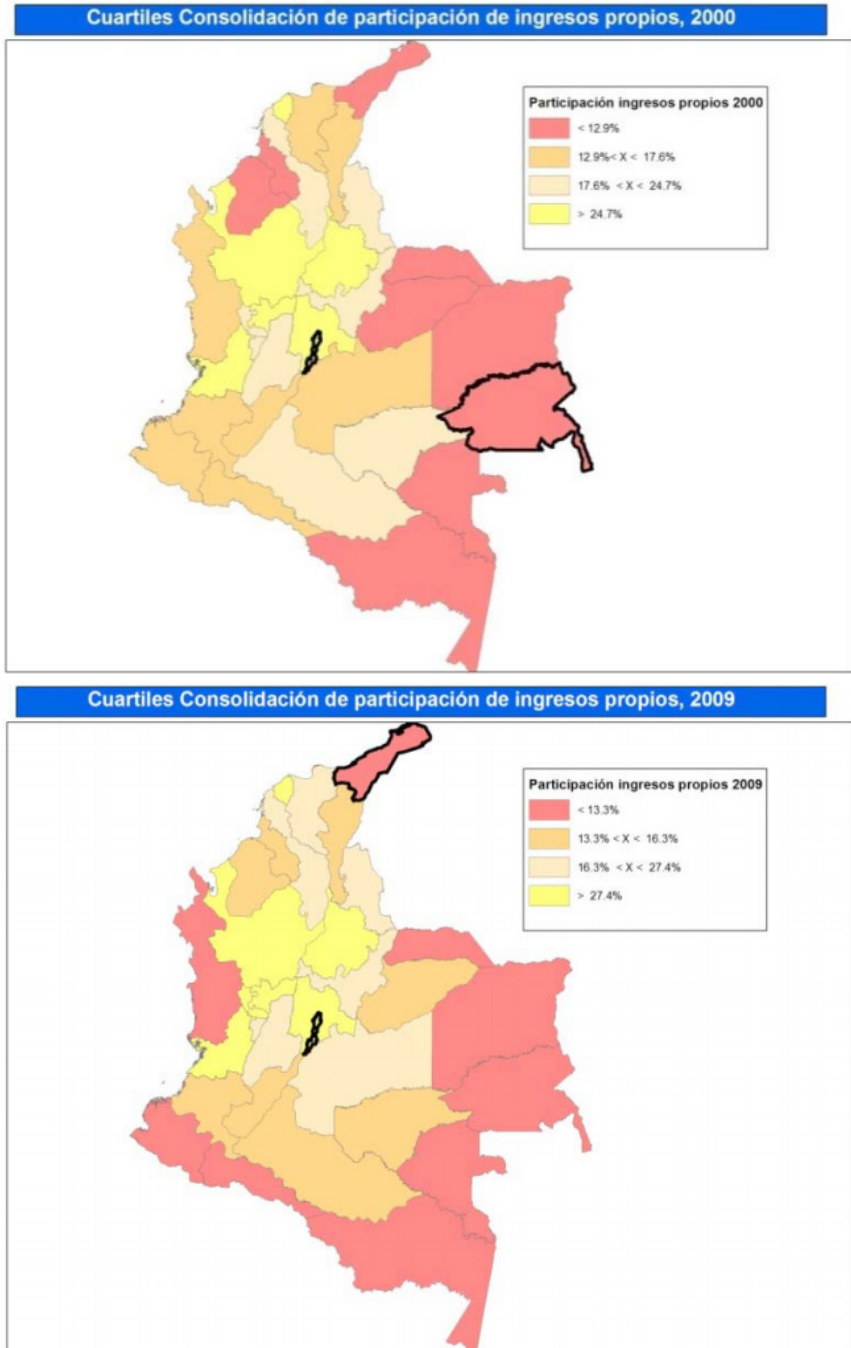 Cuartiles Consolidación de participación de ingresos propios, 2000
Participación ingresos propios 2000
< 12.9%
12.9%< X < 17.6%
17.6% < X < 24.7%
> 24.7%
Cuartiles Consolidación de participación de ingresos propios, 2009
Participación ingresos propios 2009
< 13.3%
13.3% < X < 16.3%
16.3% < X < 27.4%
> 27.4%